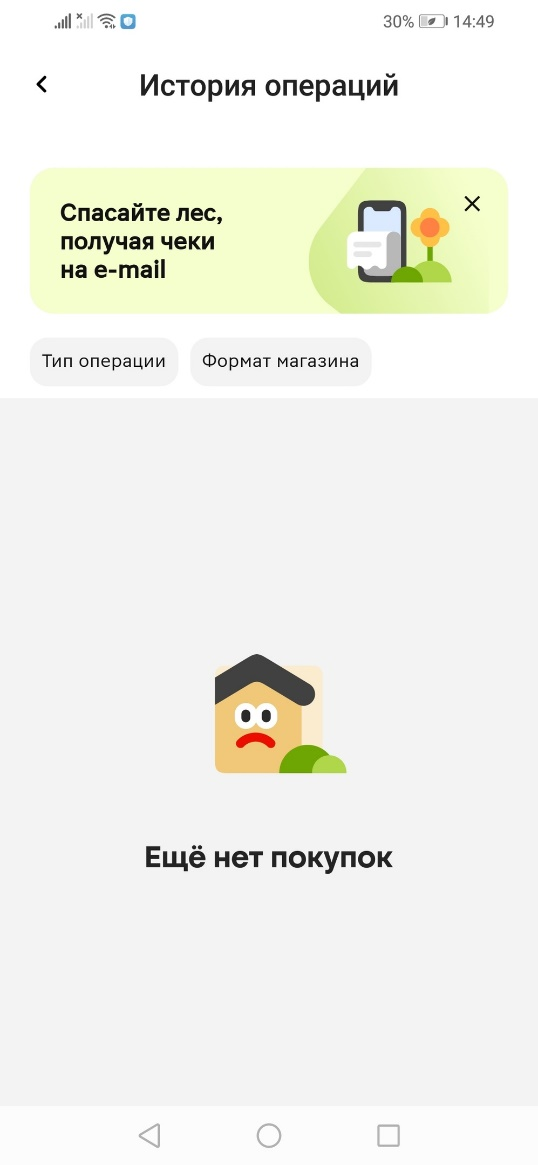 30% 14:49
История операций
Спасайте лес,
получая чеки
на e-mail
Тип операции Формат магазина
Ещё нет покупок